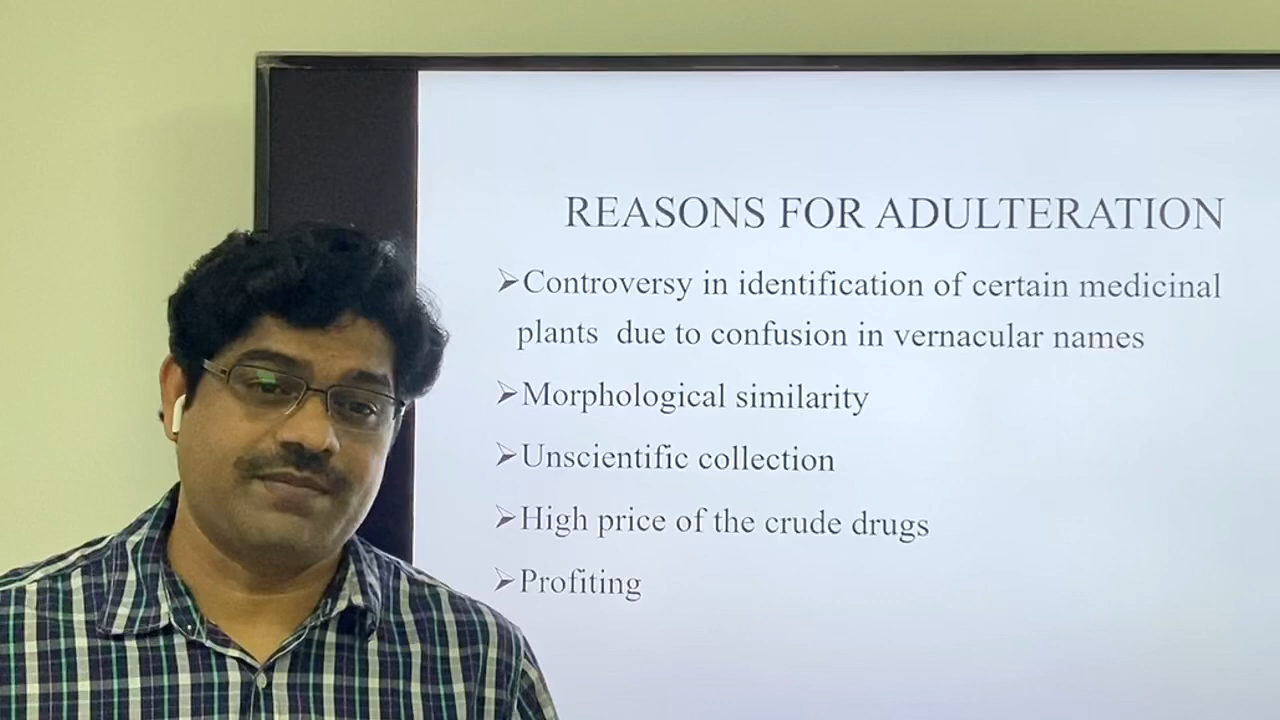 REASONS FOR ADULTERATION
➢Controversy in identification of certain medicinal
plants due to confusion in vernacular names
➢Morphological similarity
➢Unscientific collection
➢High price of the crude drugs
➢Profiting